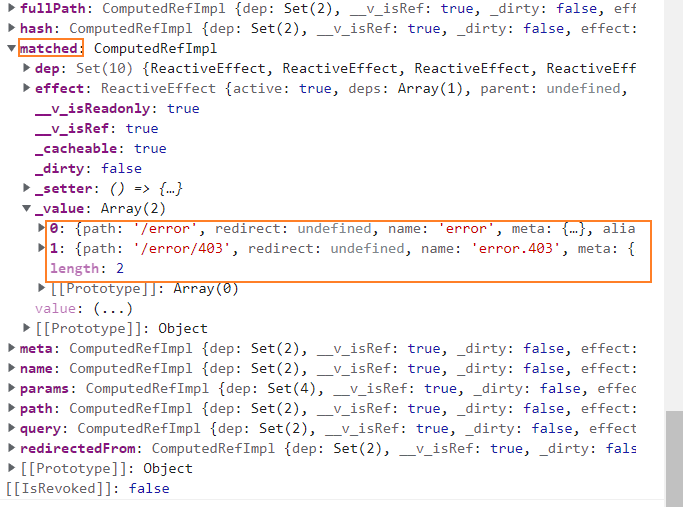 fullPath: ComputedRefImpl {dep: Set(2), __v_isRef: true, _dirty: false, effect:
hash: ComputedRefImpl {dep: Set(2), __v_isRef: true, _dirty: false, effect:
matched: ComputedRefImpl
dep: Set(10) {ReactiveEffect, ReactiveEffect, ReactiveEffect, ReactiveEff
effect: ReactiveEffect {active: true, deps: Array(1), parent: undefined,
__v_isReadonly: true
__v_isRef: true
_cacheable: true
_dirty: false
_setter: () => {…}
_value: Array(2)
0: {path: '/error', redirect: undefined, name: 'error', meta: {…}, alia
1: {path: '/error/403', redirect: undefined, name: 'error.403', meta: {
length: 2
[[Prototype]]: Array(0)
value: (...)
[[Prototype]]: Object
meta: ComputedRefImpl {dep: Set(2), __v_isRef: true, _dirty: false, effect:
name: ComputedRefImpl {dep: Set(2), __v_isRef: true, _dirty: false, effect:
params: ComputedRefImpl {dep: Set(4), __v_isRef: true, _dirty: false, effec
path: ComputedRefImpl {dep: Set(2), __v_isRef: true, _dirty: false, effect:
query: ComputedRefImpl {dep: Set(2), __v_isRef: true, _dirty: false, effect
redirectedFrom: ComputedRefImpl {dep: Set(2), __v_isRef: true, _dirty: fals
[[Prototype]]: Object
[[IsRevoked]]: false